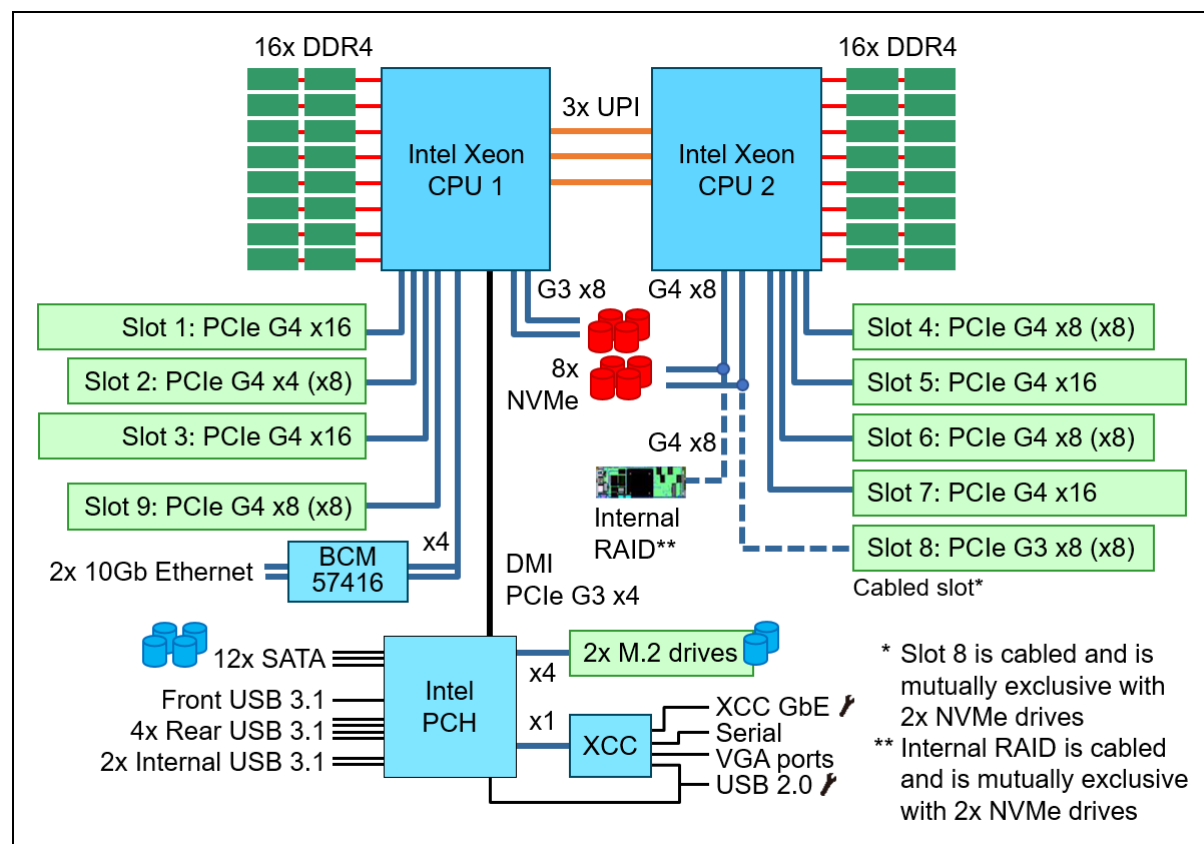 16x DDR4
16x DDR4
3x UPI
Intel Xeon
CPU 1
Intel Xeon
CPU 2
G3 x8
G4 x8
Slot 1: PCIe G4 x16
Slot 2: PCIe G4 x4 (x8)
Slot 3: PCIe G4 x16
Slot 9: PCIe G4 x8 (x8)
8x
NVMe
Slot 4: PCIe G4 x8 (x8)
Slot 5: PCIe G4 x16
Slot 6: PCIe G4 x8 (x8)
Slot 7: PCIe G4 x16
Slot 8: PCIe G3 x8 (x8)
Cabled slot*
G4 x8
Internal
RAID**
2x 10Gb Ethernet
BCM
57416
x4
DMI
PCIe G3 x4
12x SATA
Front USB 3.1
4x Rear USB 3.1
2x Internal USB 3.1
Intel
PCH
x4
2x M.2 drives
x1
XCC
XCC GbE
Serial
VGA ports
USB 2.0
* Slot 8 is cabled and is
mutually exclusive with
2x NVMe drives
** Internal RAID is cabled
and is mutually exclusive
with 2x NVMe drives